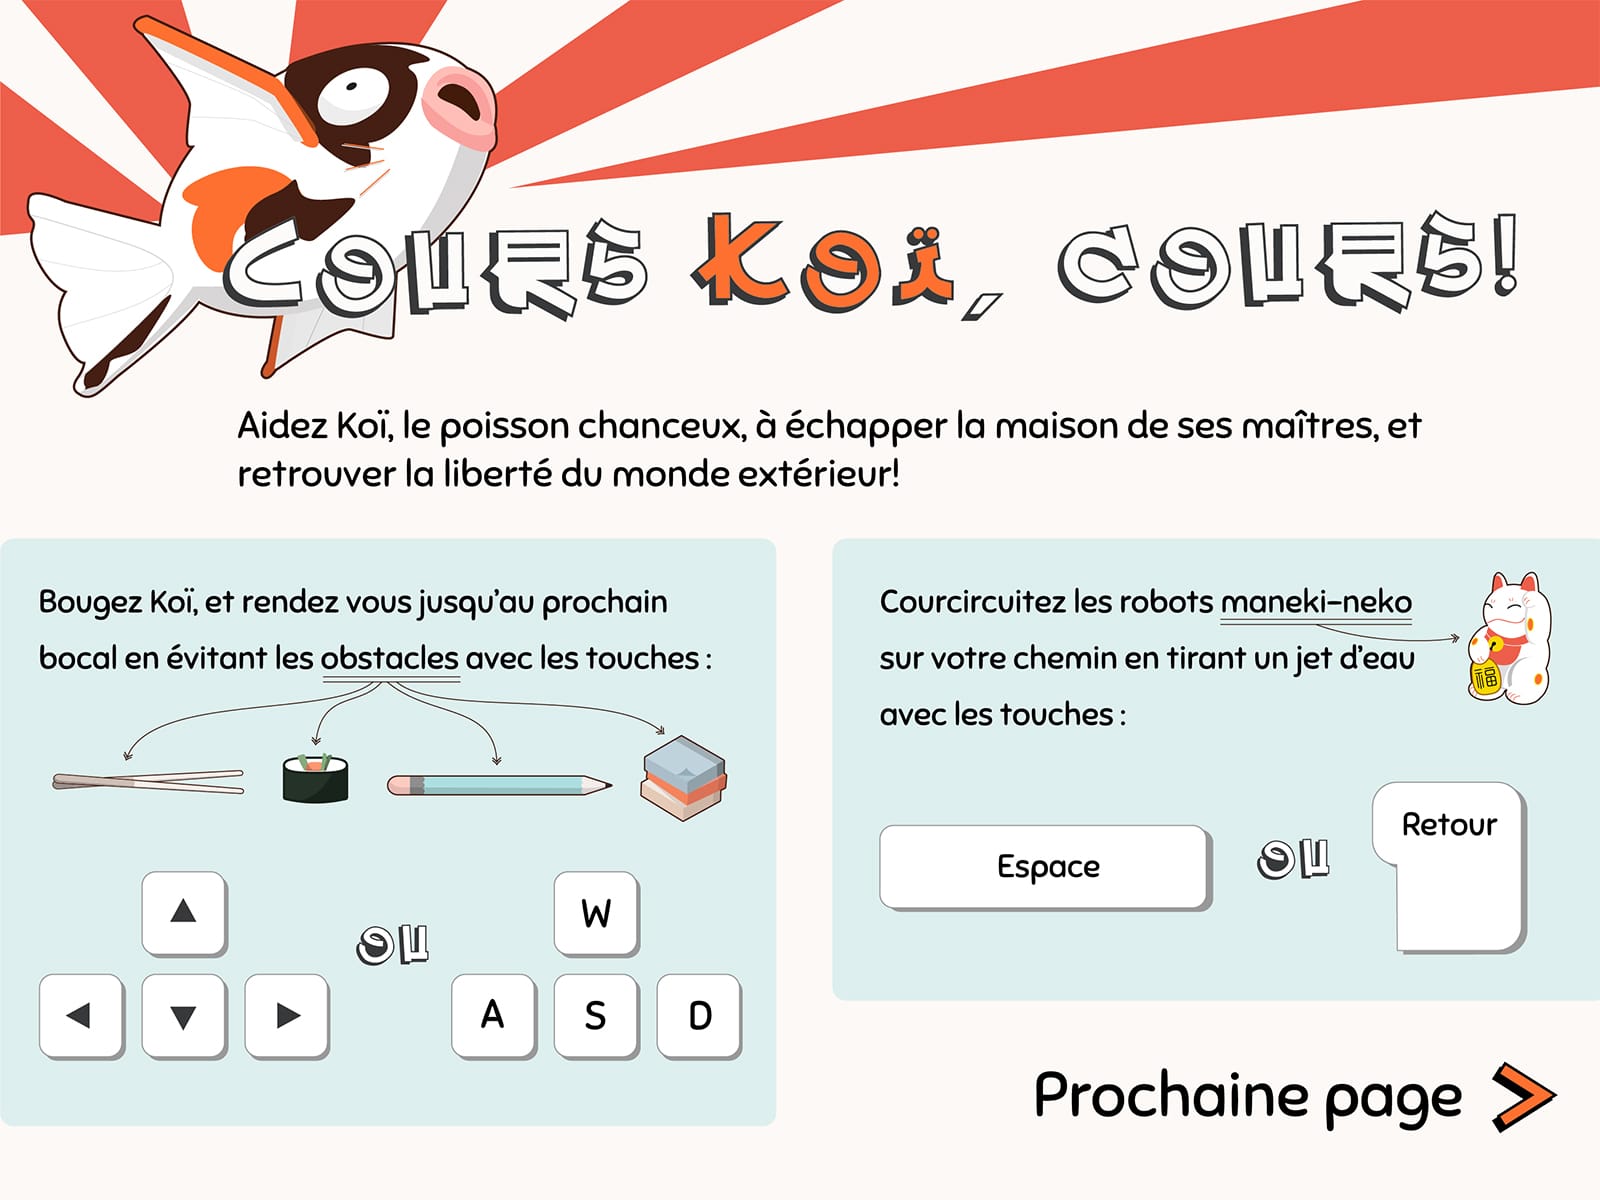 Cours Koï, Cours!
Aidez Koï, le poisson chanceux, à échapper la maison de ses maîtres, et
retrouver la liberté du monde extérieur!
Bougez Koï, et rendez vous jusqu'au prochain
bocal en évitant les obstacles avec les touches :
ou
W
A S D
Courcircuitez les robots maneki-neko
sur votre chemin en tirant un jet d'eau
avec les touches :
福
Espace
ou
Retour
Prochaine page